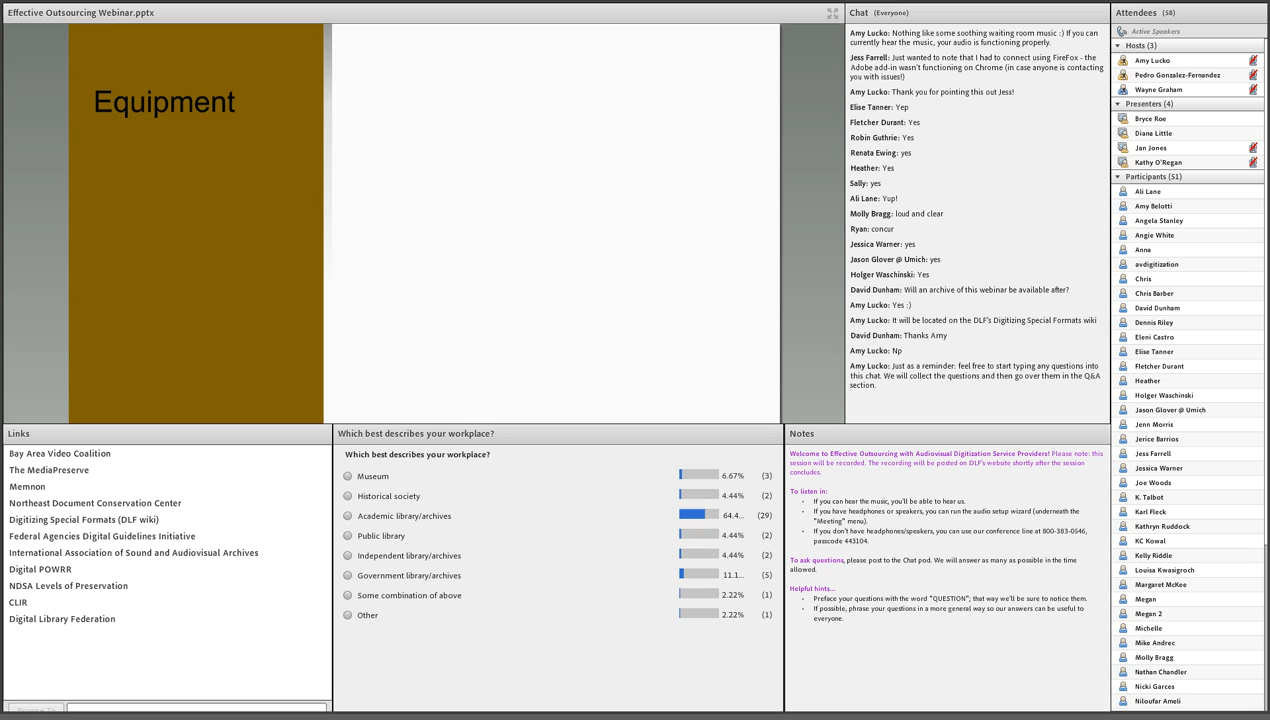 Effective Outsourcing Webinar.pptx
Equipment
Chat (Everyone)
Amy Lucko: Nothing like some soothing waiting room music :) If you can
currently hear the music, your audio is functioning properly.
Jess Farrell: Just wanted to note that I had to connect using FireFox - the
Adobe add-in wasn't functioning on Chrome (in case anyone is contacting
you with issues!)
Amy Lucko: Thank you for pointing this out Jess!
Elise Tanner: Yep
Fletcher Durant: Yes
Robin Guthrie: Yes
Renata Ewing: yes
Heather: Yes
Sally: yes
Ali Lane: Yup!
Molly Bragg: loud and clear
Ryan: concur
Jessica Warner: yes
Jason Glover @ Umich: yes
Holger Waschinski: Yes
David Dunham: Will an archive of this webinar be available after?
Amy Lucko: Yes :)
Amy Lucko: It will be located on the DLF's Digitizing Special Formats wiki
David Dunham: Thanks Amy
Amy Lucko: Np
Amy Lucko: Just as a reminder: feel free to start typing any questions into
this chat. We will collect the questions and then go over them in the Q&A
section.
Attendees (58)
Active Speakers
Hosts (3)
Amy Lucko
Pedro Gonzalez-Fernandez
Wayne Graham
Presenters (4)
Bryce Roe
Diana Little
Jan Jones
Kathy O'Regan
Participants (51)
Ali Lane
Amy Belotti
Angela Stanley
Angie White
Anna
avdigitization
Chris
Chris Barber
David Dunham
Dennis Riley
Eleni Castro
Elise Tanner
Fletcher Durant
Heather
Holger Waschinski
Jason Glover @ Umich
Jenn Morris
Jerice Barrios
Jess Farrell
Jessica Warner
Joe Woods
K. Talbot
Karl Fleck
Kathryn Ruddock
KC Kowal
Kelly Riddle
Louisa Kwasigroch
Margaret McKee
Megan
Megan 2
Michelle
Mike Andrec
Molly Bragg
Nathan Chandler
Nicki Garces
Niloufar Ameli
Links
Bay Area Video Coalition
The MediaPreserve
Memnon
Northeast Document Conservation Center
Digitizing Special Formats (DLF wiki)
Federal Agencies Digital Guidelines Initiative
International Association of Sound and Audiovisual Archives
Digital POWRR
NDSA Levels of Preservation
CLIR
Digital Library Federation
Browse To
Which best describes your workplace?
Which best describes your workplace?
Museum 6.67% (3)
Historical society 4.44% (2)
Academic library/archives 64.4... (29)
Public library 4.44% (2)
Independent library/archives 4.44% (2)
Government library/archives 11.1... (5)
Some combination of above 2.22% (1)
Other 2.22% (1)
Notes
Welcome to Effective Outsourcing with Audiovisual Digitization Service Providers! Please note: this
session will be recorded. The recording will be posted on DLF's website shortly after the session
concludes.
To listen in:
• If you can hear the music, you'll be able to hear us.
• If you have headphones or speakers, you can run the audio setup wizard (underneath the
"Meeting" menu).
• If you don't have headphones/speakers, you can use our conference line at 800-383-0546,
passcode 443104.
To ask questions, please post to the Chat pod. We will answer as many as possible in the time
allowed.
Helpful hints...
• Preface your questions with the word "QUESTION"; that way we'll be sure to notice them.
• If possible, phrase your questions in a more general way so our answers can be useful to
everyone.